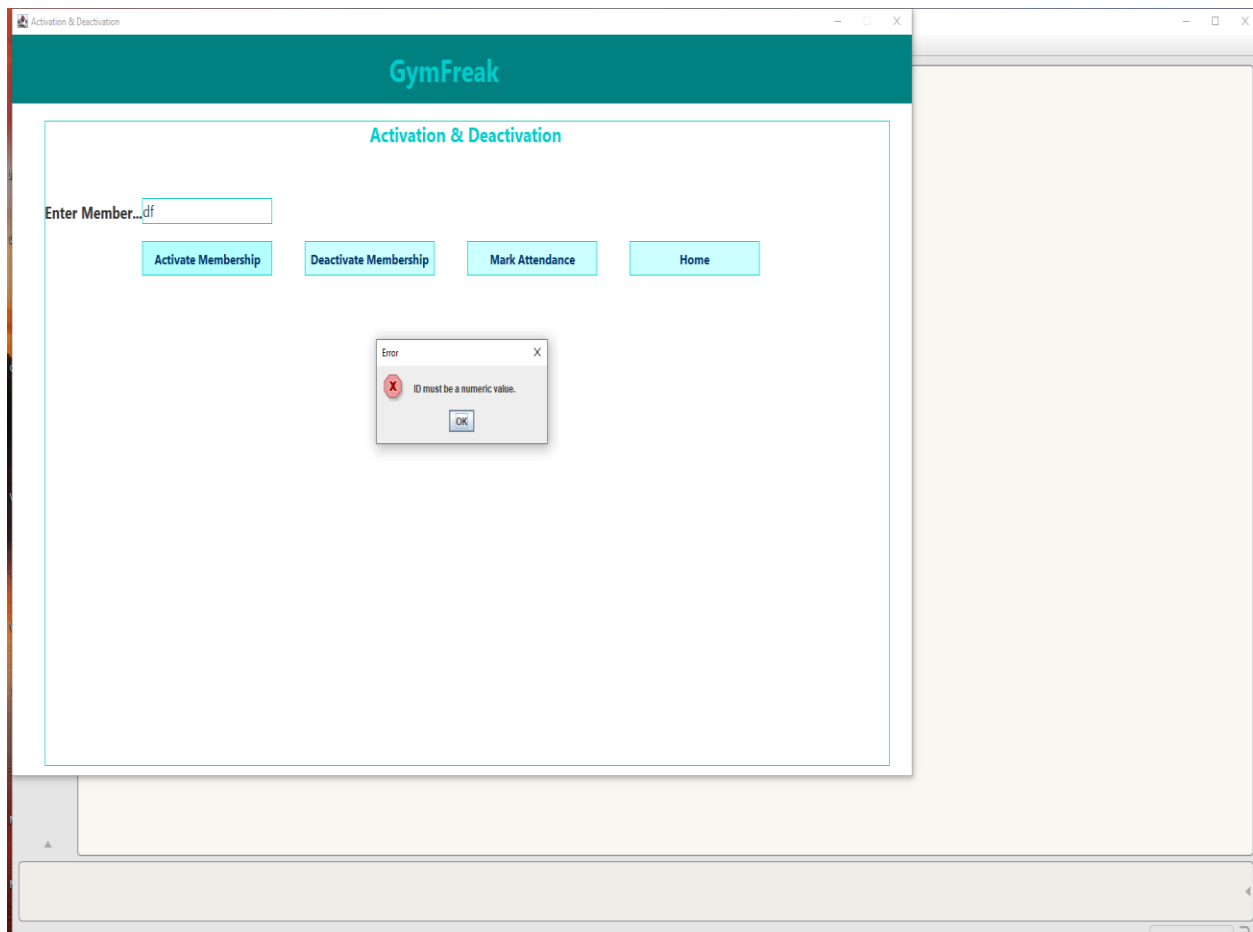 Activation & Deactivation
GymFreak
Activation & Deactivation
Enter Member... df
Activate Membership Deactivate Membership Mark Attendance Home
Error X
X ID must be a numeric value.
OK